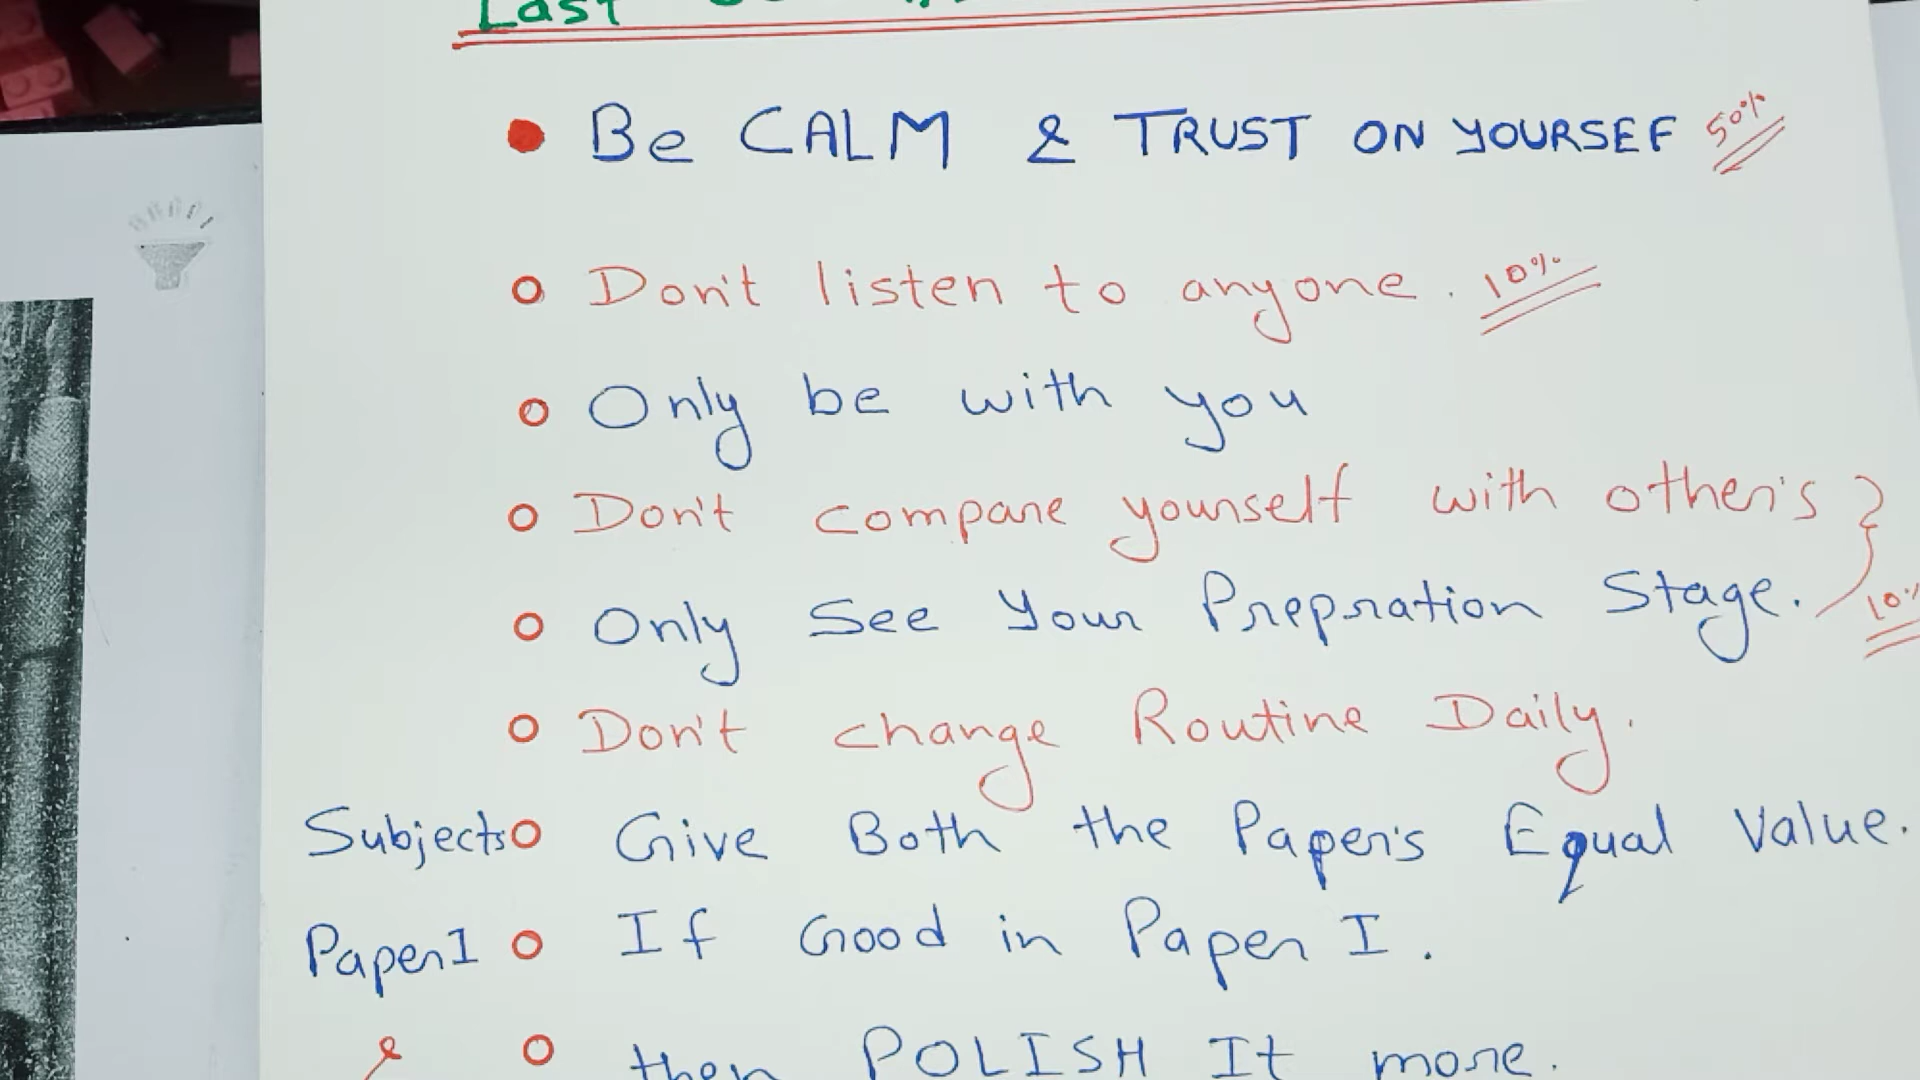 Last
Be CALM & TRUST ON YOURSEF 50%
Don't listen to anyone. 10%
Only be with you
Don't compare yourself with other's
Only See Your Prepration Stage. 10%
Don't change Routine Daily.
Subjects Give Both the Paper's Equal Value.
Paper1 If Good in Paper I.
& then POLISH It more.